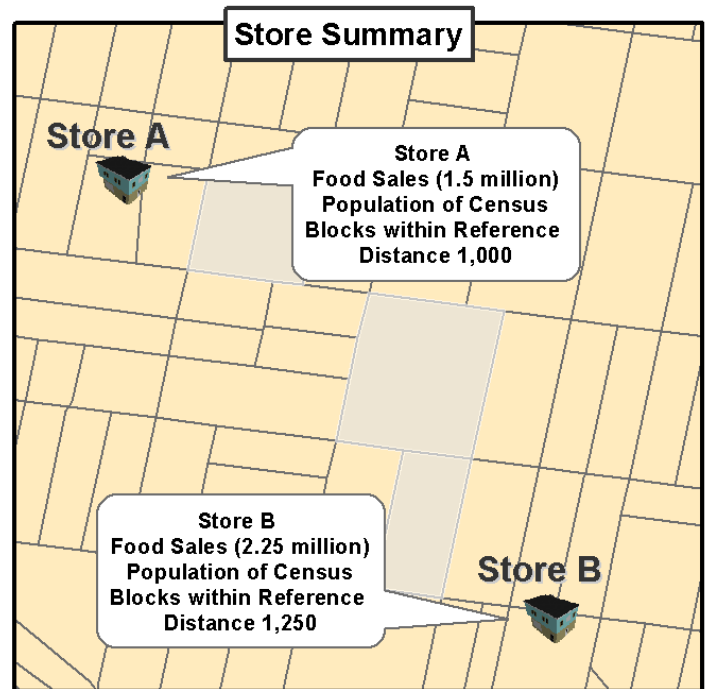 Store Summary
Store A
Store A
Food Sales (1.5 million)
Population of Census
Blocks within Reference
Distance 1,000
Store B
Food Sales (2.25 million)
Population of Census
Blocks within Reference
Distance 1,250
Store B